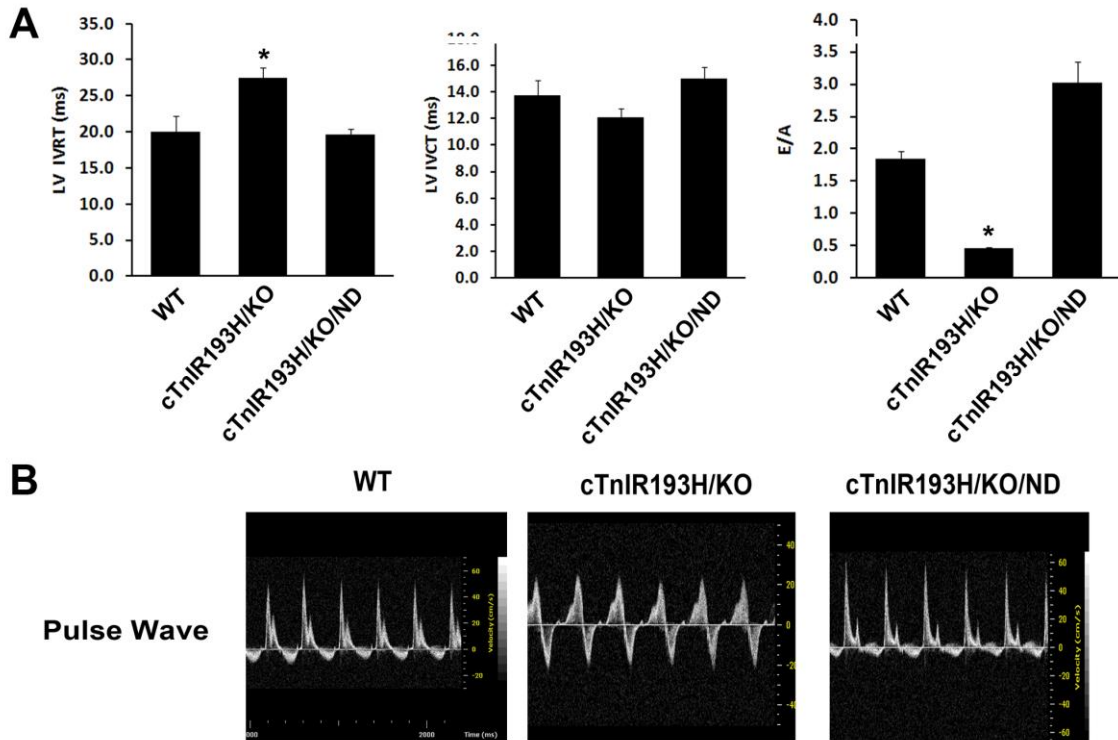 A
LV IVRT (ms)
35.0
30.0
25.0
20.0
15.0
10.0
5.0
0.0
*
WT
cTnIR193H/KO
cTnIR193H/KO/ND
LV IVCT (ms)
16.0
14.0
12.0
10.0
8.0
6.0
4.0
2.0
0.0
WT
cTnIR193H/KO
cTnIR193H/KO/ND
E/A
4.0
3.5
3.0
2.5
2.0
1.5
1.0
0.5
0.0
*
WT
cTnIR193H/KO
cTnIR193H/KO/ND
B
WT
cTnIR193H/KO
cTnIR193H/KO/ND
Pulse Wave
60
40
20
0
-20
Velocity (cm/s)
000
2000
Time (ms)
40
20
0
-20
60
40
20
0
-20
-40
-60
Velocity (cm/s)